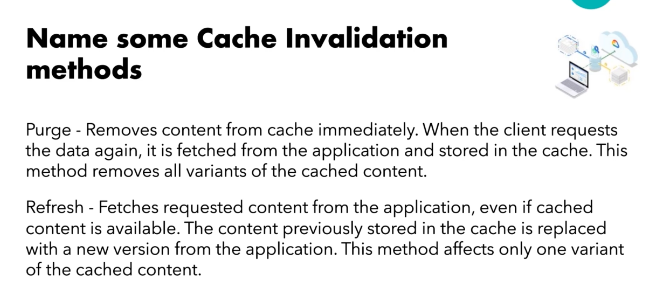 Name some Cache Invalidation
methods
Purge - Removes content from cache immediately. When the client requests
the data again, it is fetched from the application and stored in the cache. This
method removes all variants of the cached content.
Refresh - Fetches requested content from the application, even if cached
content is available. The content previously stored in the cache is replaced
with a new version from the application. This method affects only one variant
of the cached content.